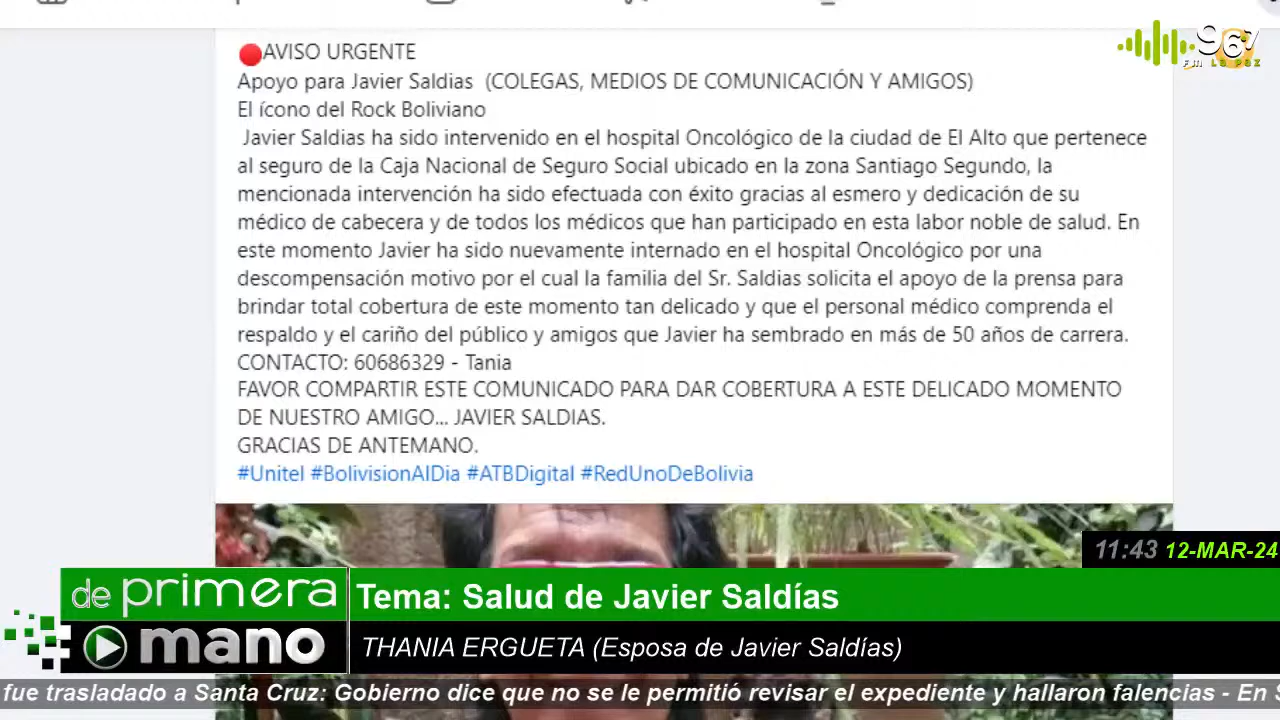 🔴AVISO URGENTE
Apoyo para Javier Saldias (COLEGAS, MEDIOS DE COMUNICACIÓN Y AMIGOS)
El ícono del Rock Boliviano
Javier Saldias ha sido intervenido en el hospital Oncológico de la ciudad de El Alto que pertenece
al seguro de la Caja Nacional de Seguro Social ubicado en la zona Santiago Segundo, la
mencionada intervención ha sido efectuada con éxito gracias al esmero y dedicación de su
médico de cabecera y de todos los médicos que han participado en esta labor noble de salud. En
este momento Javier ha sido nuevamente internado en el hospital Oncológico por una
descompensación motivo por el cual la familia del Sr. Saldias solicita el apoyo de la prensa para
brindar total cobertura de este momento tan delicado y que el personal médico comprenda el
respaldo y el cariño del público y amigos que Javier ha sembrado en más de 50 años de carrera.
CONTACTO: 60686329 - Tania
FAVOR COMPARTIR ESTE COMUNICADO PARA DAR COBERTURA A ESTE DELICADO MOMENTO
DE NUESTRO AMIGO... JAVIER SALDIAS.
GRACIAS DE ANTEMANO.
#Unitel #BolivisionAlDia #ATBDigital #RedUnoDeBolivia
96.7
FM LA PAZ
11:43 12-MAR-24
de primera
mano
Tema: Salud de Javier Saldías
THANIA ERGUETA (Esposa de Javier Saldías)
fue trasladado a Santa Cruz: Gobierno dice que no se le permitió revisar el expediente y hallaron falencias - En S